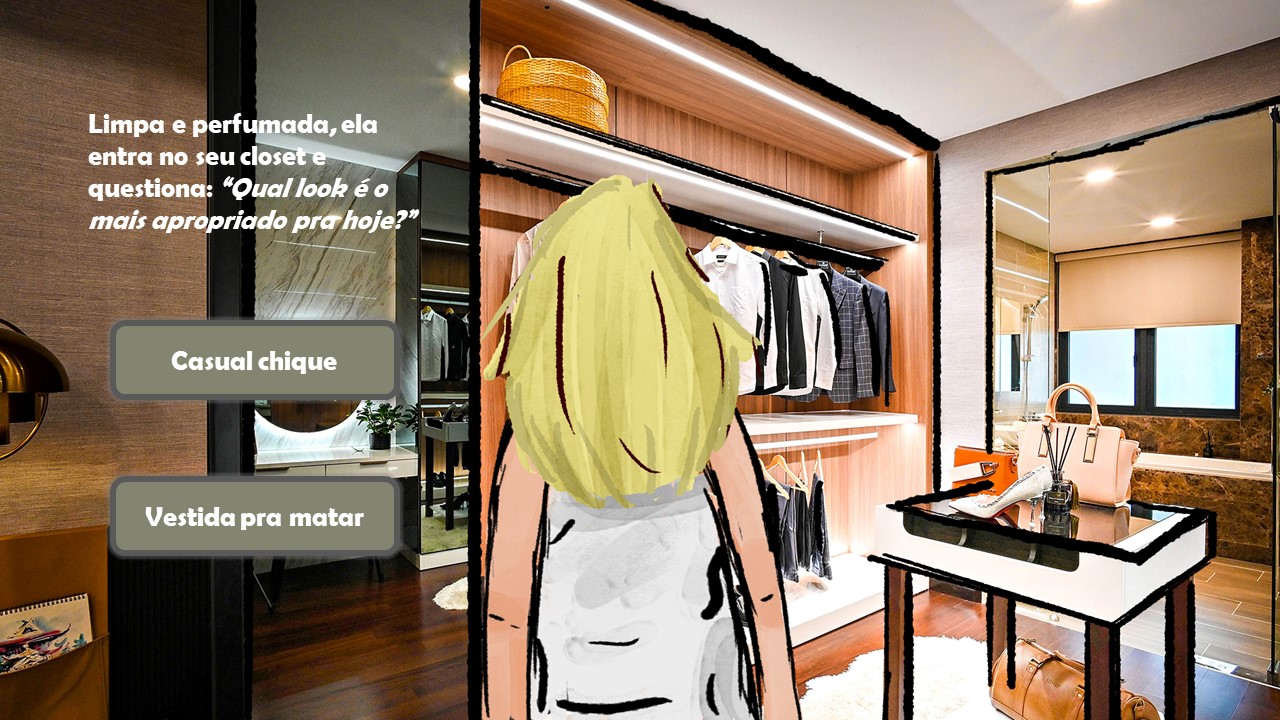 Limpa e perfumada, ela
entra no seu closet e
questiona: “Qual look é o
mais apropriado pra hoje?”
Casual chique
Vestida pra matar